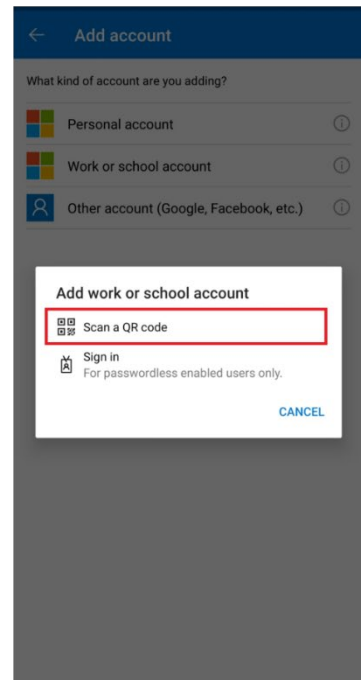 Add account
What kind of account are you adding?
Personal account
Work or school account
Other account (Google, Facebook, etc.)
Add work or school account
Scan a QR code
Sign in
For passwordless enabled users only.
CANCEL